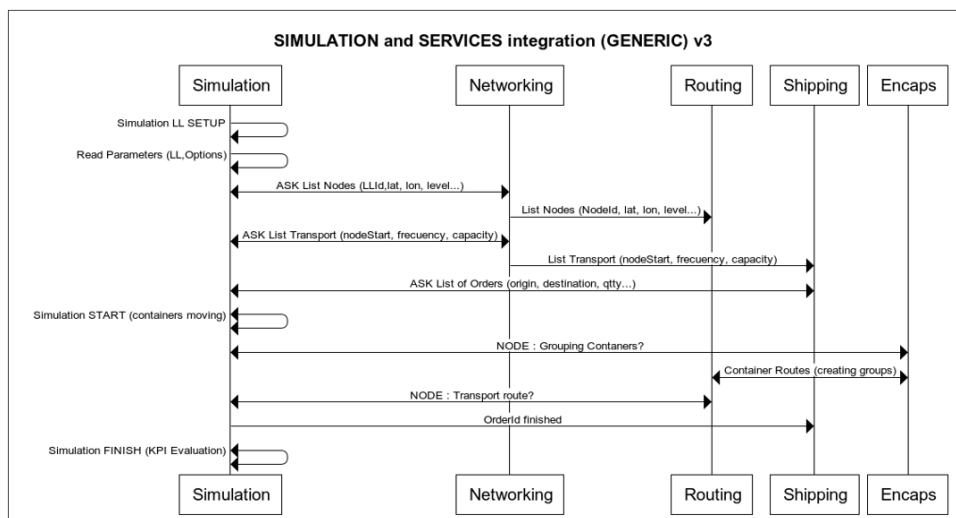 SIMULATION and SERVICES integration (GENERIC) v3
Simulation Networking Routing Shipping Encaps
Simulation LL SETUP
Read Parameters (LL,Options)
ASK List Nodes (LLId,lat, lon, level...)
List Nodes (NodeId, lat, lon, level...)
ASK List Transport (nodeStart, frecuency, capacity)
List Transport (nodeStart, frecuency, capacity)
ASK List of Orders (origin, destination, qtty...)
Simulation START (containers moving)
NODE : Grouping Contaners?
Container Routes (creating groups)
NODE : Transport route?
OrderId finished
Simulation FINISH (KPI Evaluation)
Simulation Networking Routing Shipping Encaps